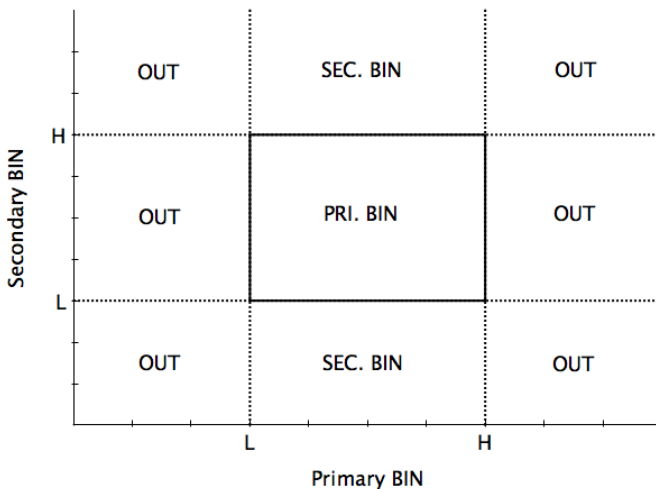 OUT SEC. BIN OUT
H
OUT PRI. BIN OUT
Secondary BIN
L
OUT SEC. BIN OUT
L H
Primary BIN